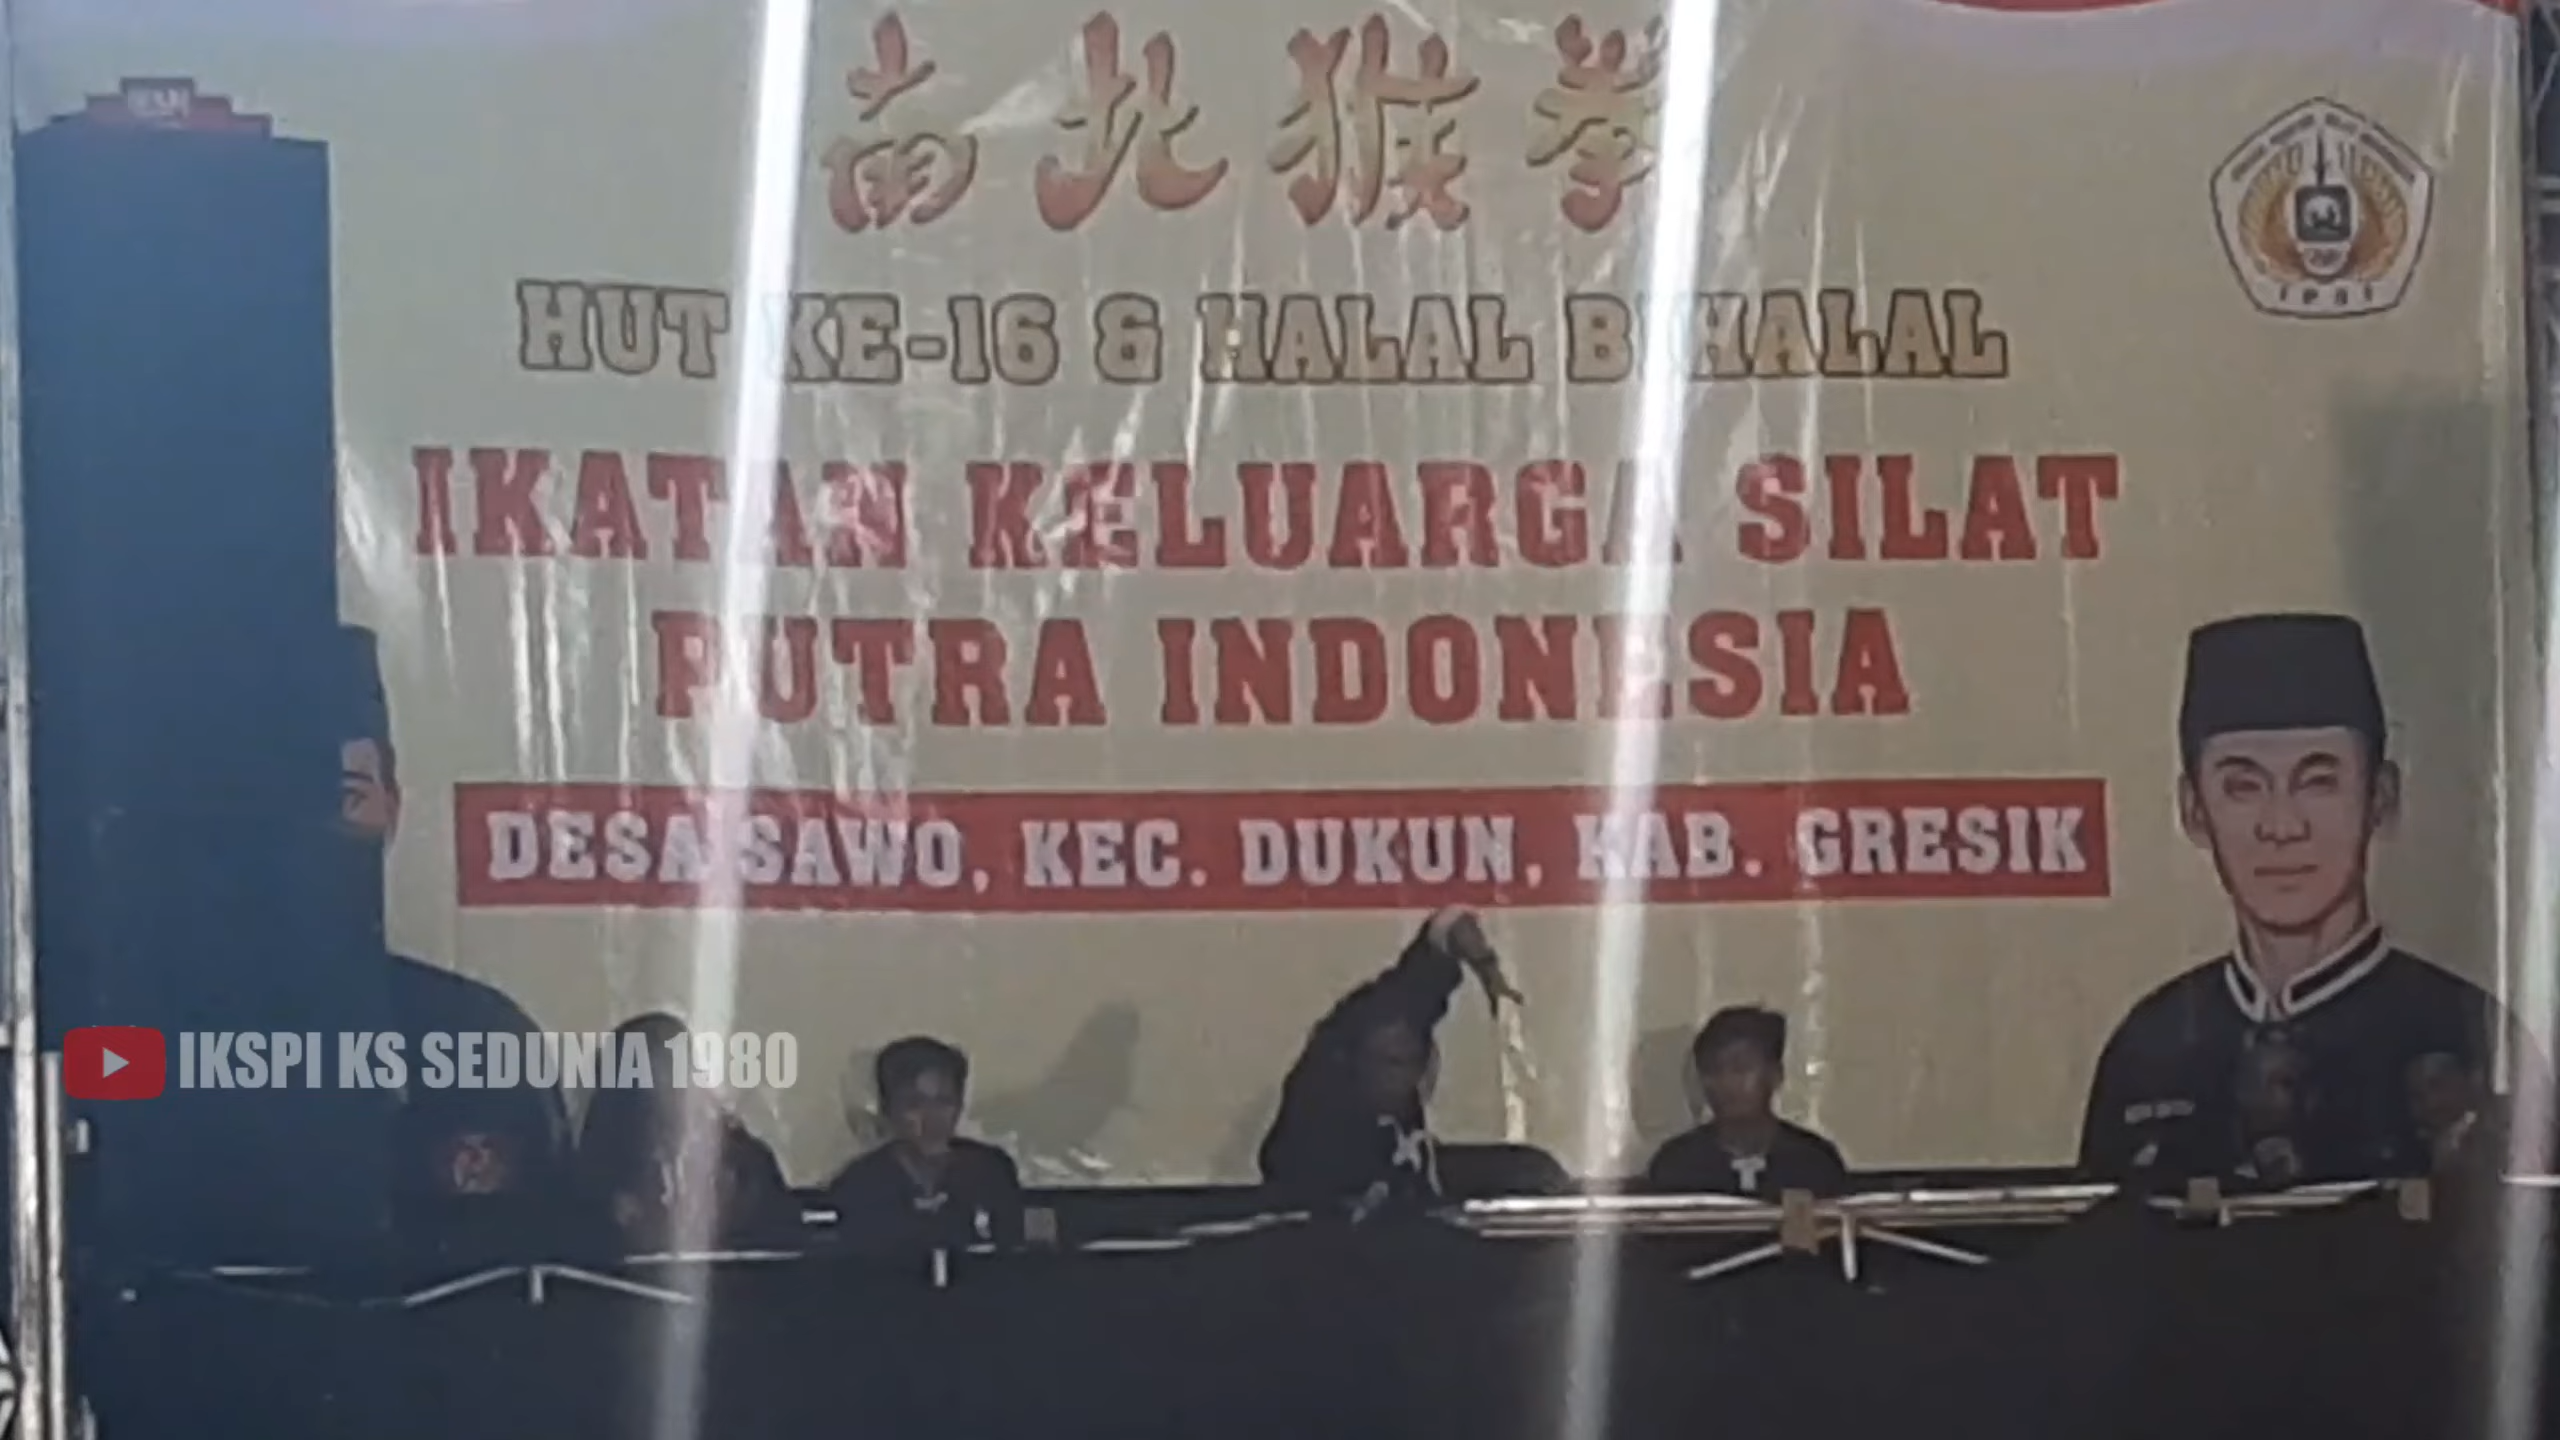 南北猴拳
HUT KE-16 & HALAL BIHALAL
IKATAN KELUARGA SILAT
PUTRA INDONESIA
DESA SAWO, KEC. DUKUN, KAB. GRESIK
IPSI
IKSPI KS SEDUNIA 1980